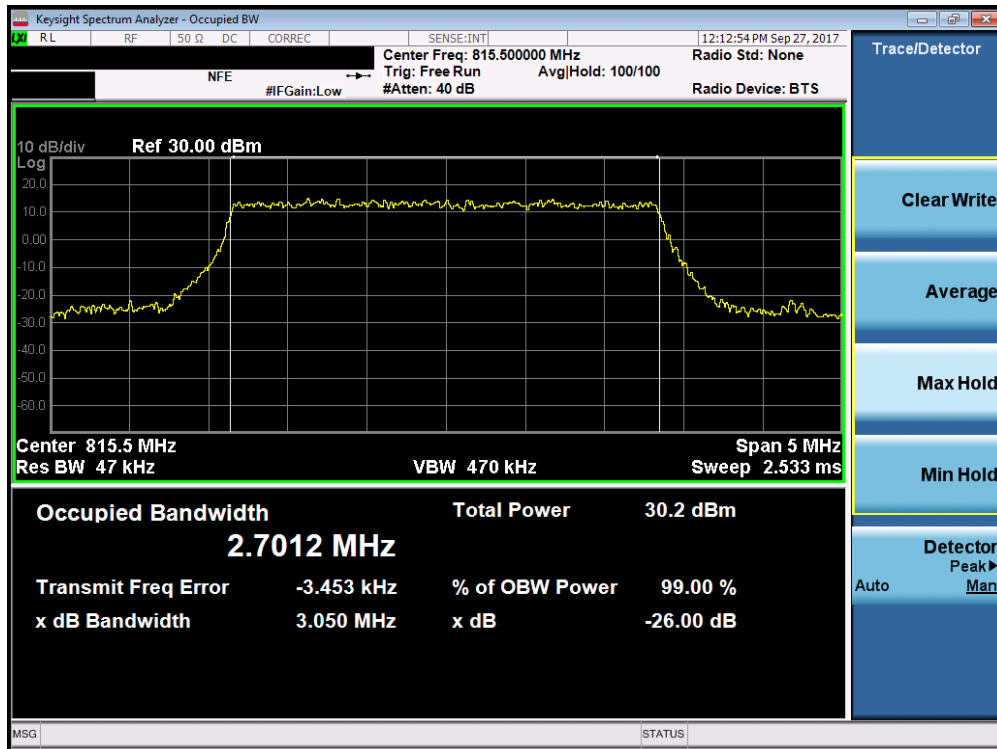 Keysight Spectrum Analyzer - Occupied BW
LXI RL RF 50 Ω DC CORREC SENSE:INT 12:12:54 PM Sep 27, 2017
Center Freq: 815.500000 MHz Radio Std: None
NFE Trig: Free Run Avg|Hold: 100/100
#IFGain:Low #Atten: 40 dB Radio Device: BTS
Trace/Detector
10 dB/div Ref 30.00 dBm
Log
20.0
10.0
0.00
-10.0
-20.0
-30.0
-40.0
-50.0
-60.0
Center 815.5 MHz Span 5 MHz
Res BW 47 kHz VBW 470 kHz Sweep 2.533 ms
Occupied Bandwidth Total Power 30.2 dBm
2.7012 MHz
Transmit Freq Error -3.453 kHz % of OBW Power 99.00 %
x dB Bandwidth 3.050 MHz x dB -26.00 dB
Clear Write
Average
Max Hold
Min Hold
Detector
Peak▶
Auto Man
MSG STATUS